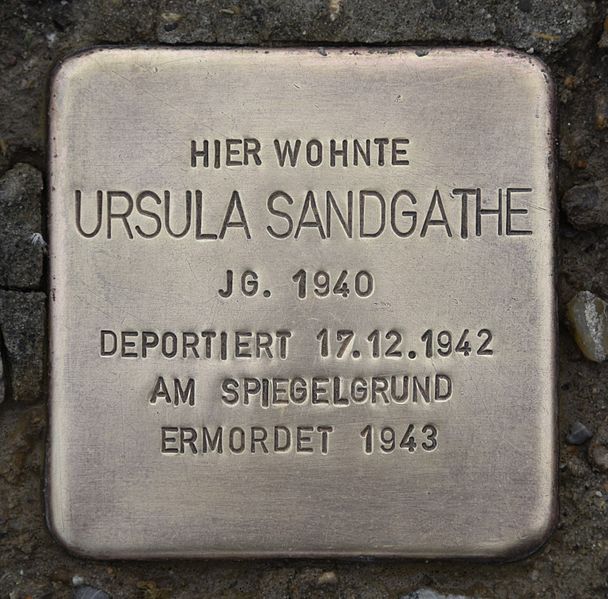 HIER WOHNTE
URSULA SANDGATHE
JG. 1940
DEPORTIERT 17.12.1942
AM SPIEGELGRUND
ERMORDET 1943